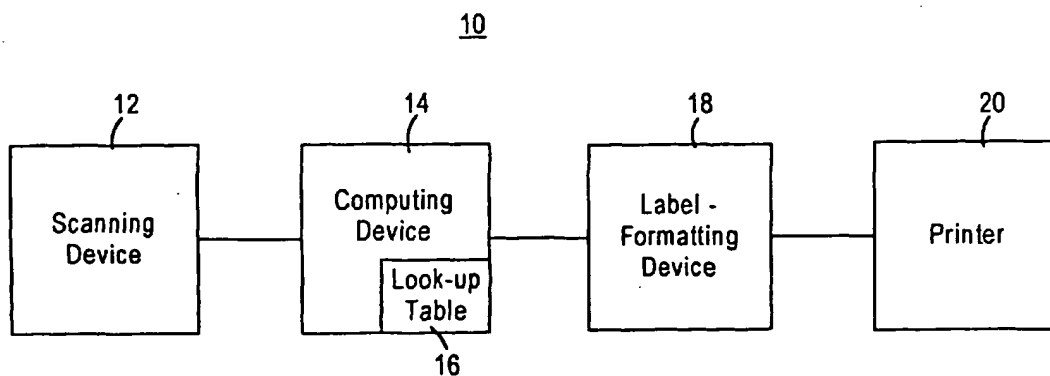 10
12
14
18
20
Scanning
Device
Computing
Device
Look-up
Table
16
Label -
Formatting
Device
Printer